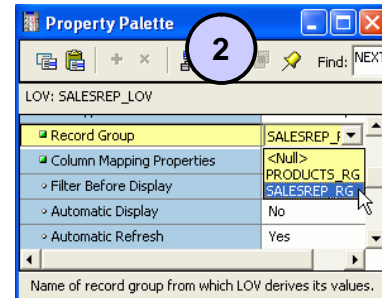 Property Palette
2
Find: NEXT
LOV: SALESREP_LOV
Record Group SALESREP_F
<Null>
Column Mapping Properties PRODUCTS_RG
Filter Before Display SALESREP_RG
Automatic Display No
Automatic Refresh Yes
Name of record group from which LOV derives its values.